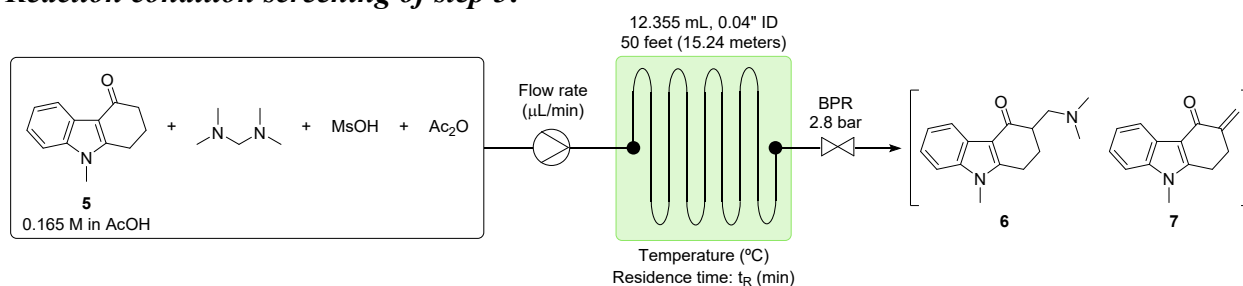 Reaction condition screening of step 3:
12.355 mL, 0.04" ID
50 feet (15.24 meters)
Flow rate
(μL/min)
BPR
2.8 bar
O
N
5
0.165 M in AcOH
+
N
N
+
MsOH
+
Ac2O
Temperature (ºC)
Residence time: tR (min)
O
N
N
6
O
N
7